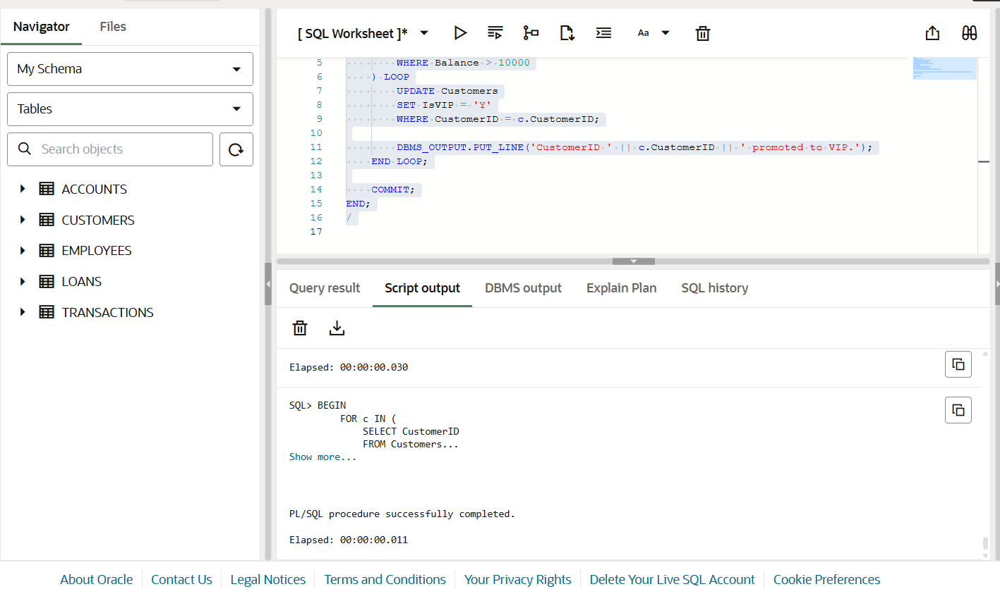 Navigator
Files
My Schema
Tables
Search objects
ACCOUNTS
CUSTOMERS
EMPLOYEES
LOANS
TRANSACTIONS
[ SQL Worksheet ]*
Aa
5 WHERE Balance > 10000
6 ) LOOP
7 UPDATE Customers
8 SET IsVIP = 'Y'
9 WHERE CustomerID = c.CustomerID;
10
11 DBMS_OUTPUT.PUT_LINE('CustomerID ' || c.CustomerID || ' promoted to VIP.');
12 END LOOP;
13
14 COMMIT;
15 END;
16 /
17
Query result
Script output
DBMS output
Explain Plan
SQL history
Elapsed: 00:00:00.030
SQL> BEGIN
FOR c IN (
SELECT CustomerID
FROM Customers...
Show more...
PL/SQL procedure successfully completed.
Elapsed: 00:00:00.011
About Oracle
Contact Us
Legal Notices
Terms and Conditions
Your Privacy Rights
Delete Your Live SQL Account
Cookie Preferences